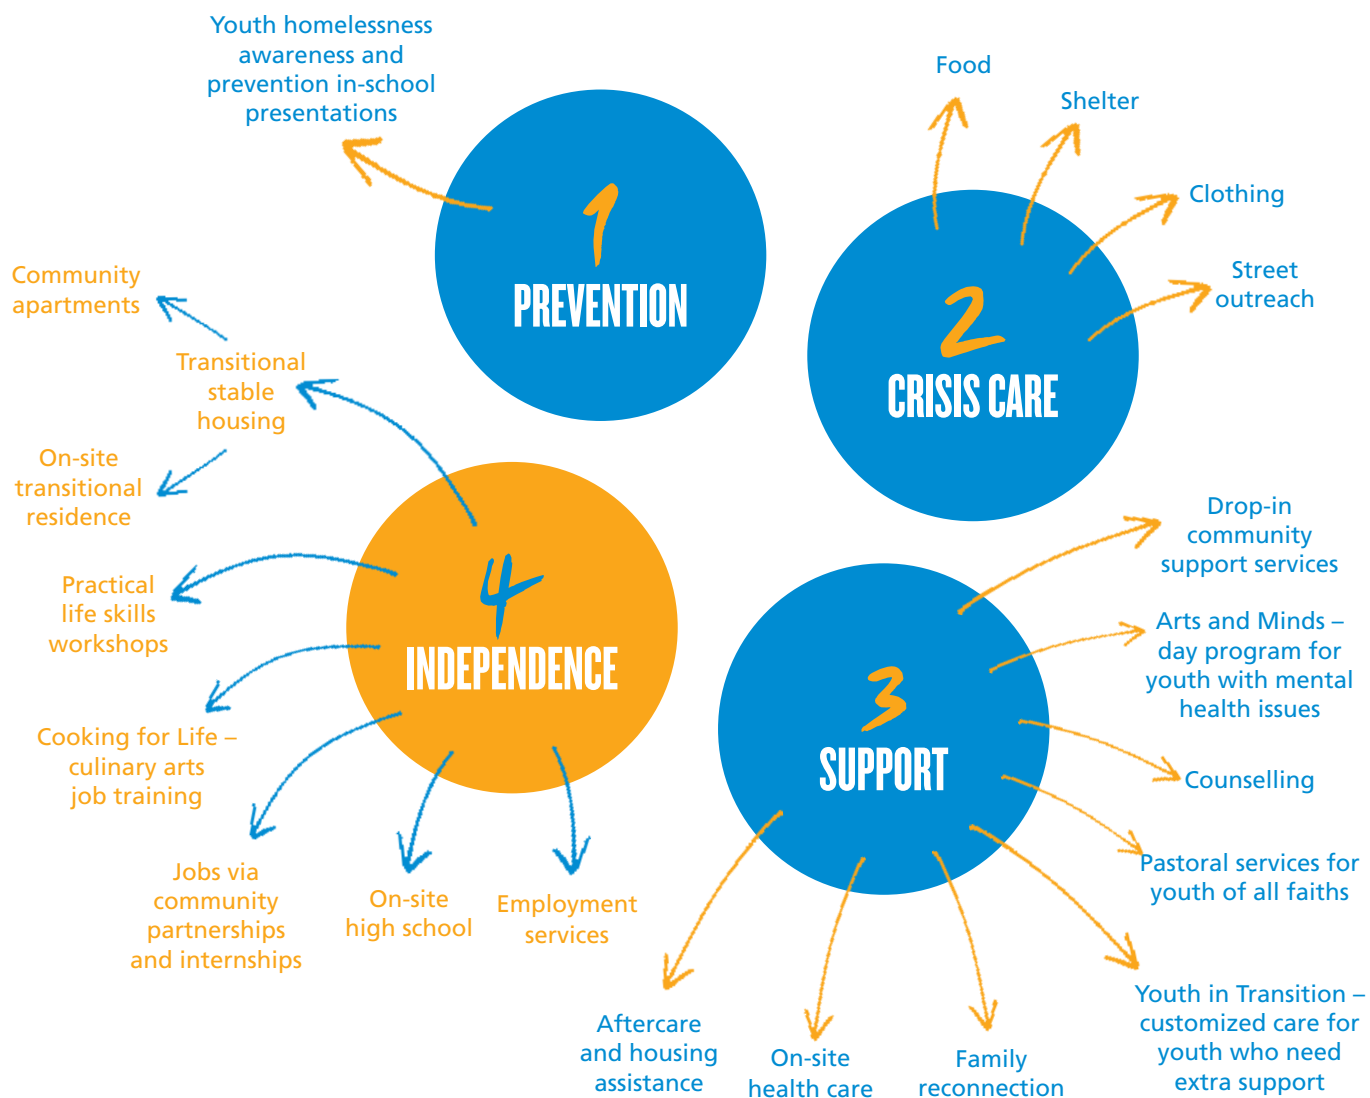 Youth homelessness
awareness and
prevention in-school
presentations
1
PREVENTION
Food
Shelter
Clothing
Street
outreach
2
CRISIS CARE
Drop-in
community
support services
Arts and Minds –
day program for
youth with mental
health issues
Counselling
Pastoral services for
youth of all faiths
Youth in Transition –
customized care for
youth who need
extra support
Family
reconnection
On-site
health care
Aftercare
and housing
assistance
3
SUPPORT
4
INDEPENDENCE
Community
apartments
Transitional
stable
housing
On-site
transitional
residence
Practical
life skills
workshops
Cooking for Life –
culinary arts
job training
Jobs via
community
partnerships
and internships
On-site
high school
Employment
services